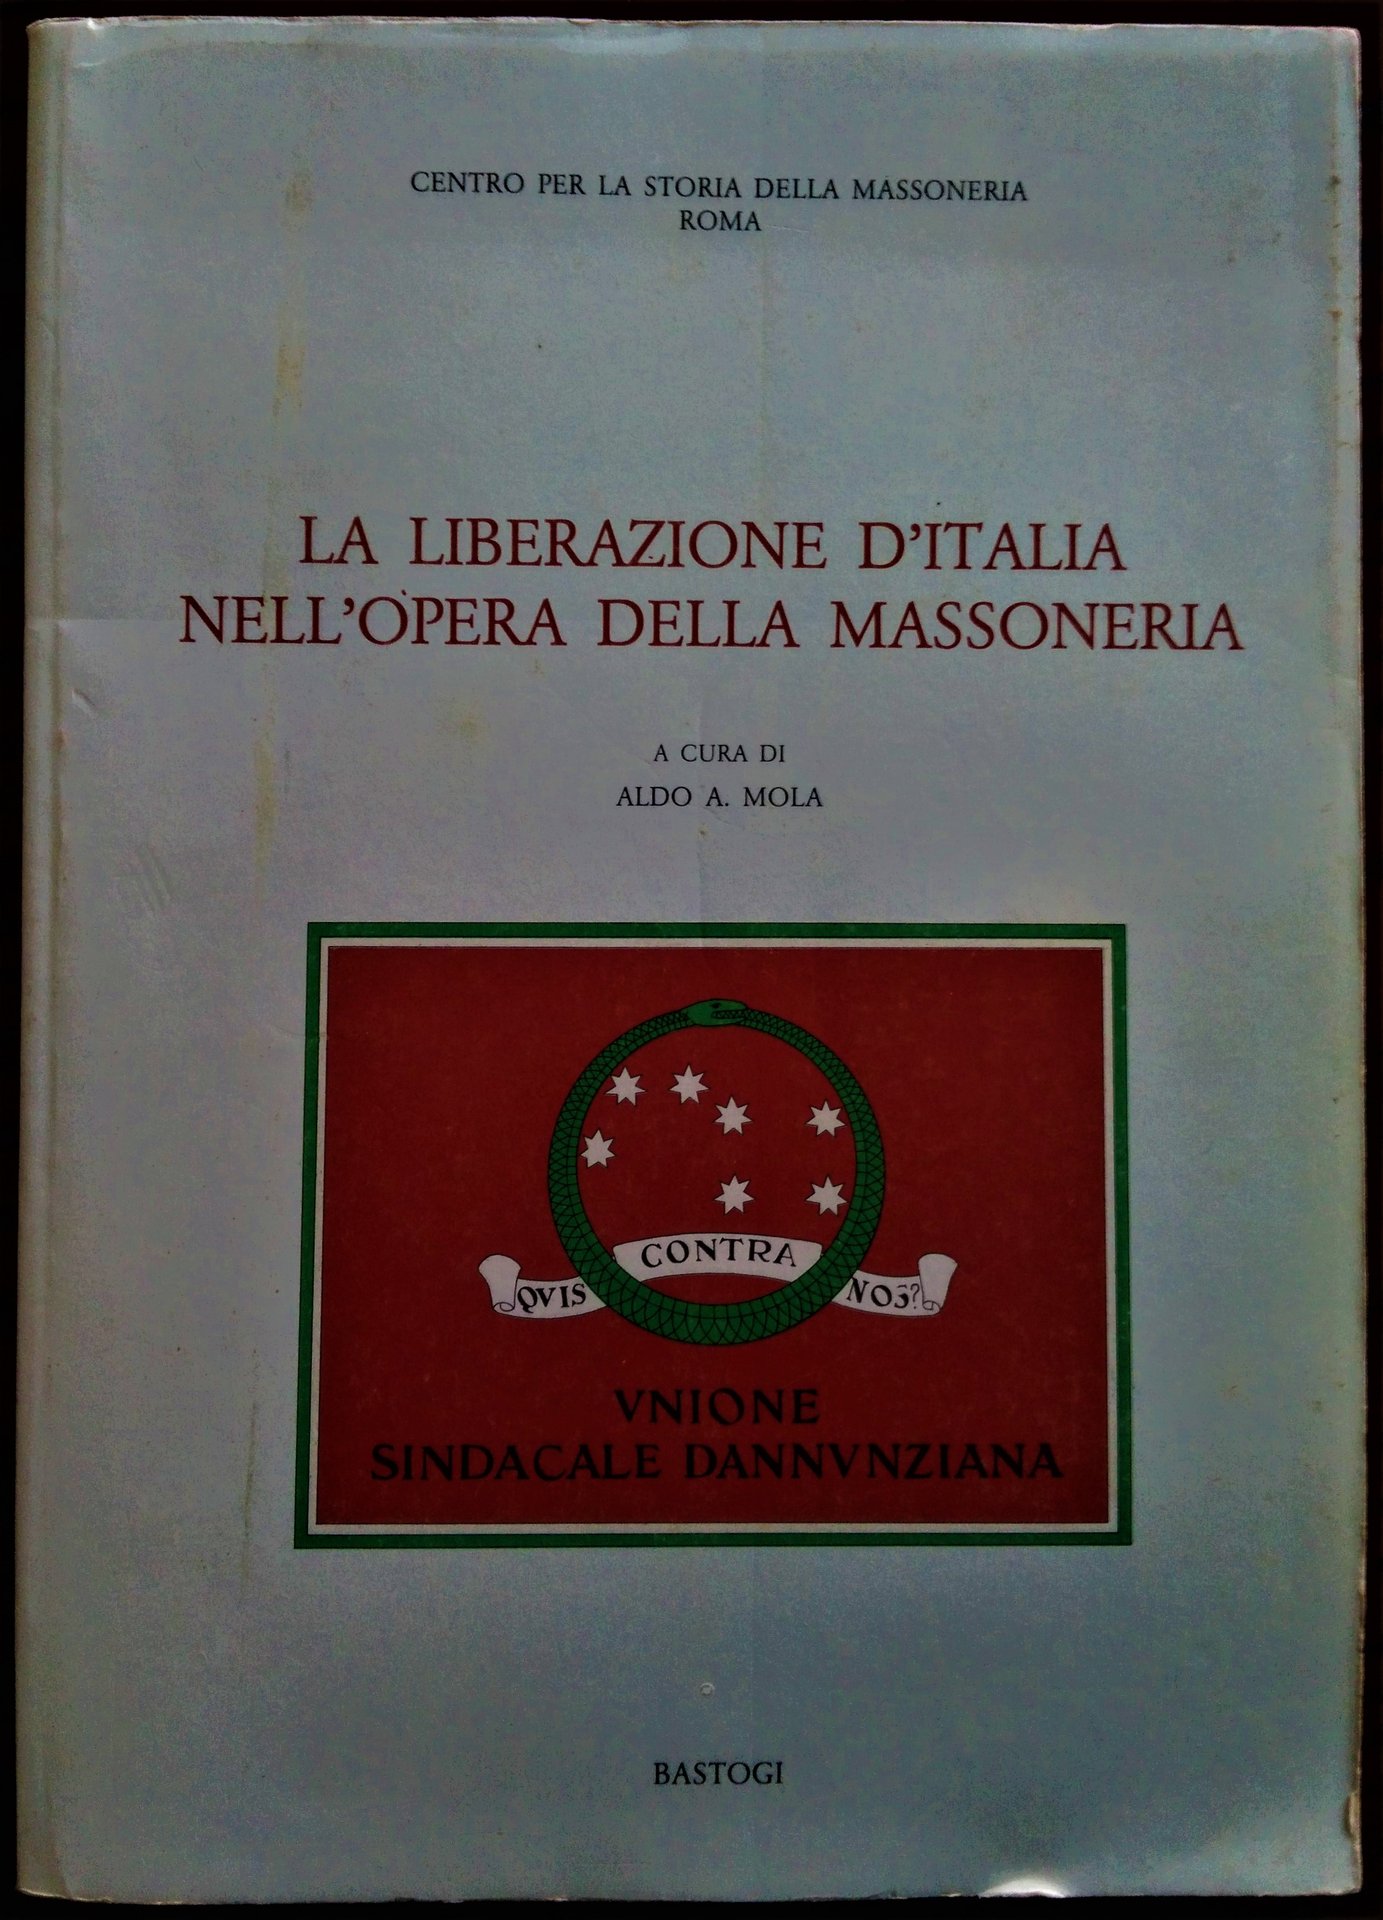 CENTRO PER LA STORIA DELLA MASSONERIA
ROMA
LA LIBERAZIONE D'ITALIA
NELL'OPERA DELLA MASSONERIA
A CURA DI
ALDO A. MOLA
QVIS CONTRA NOS?
VNIONE
SINDACALE DANNVNZIANA
BASTOGI